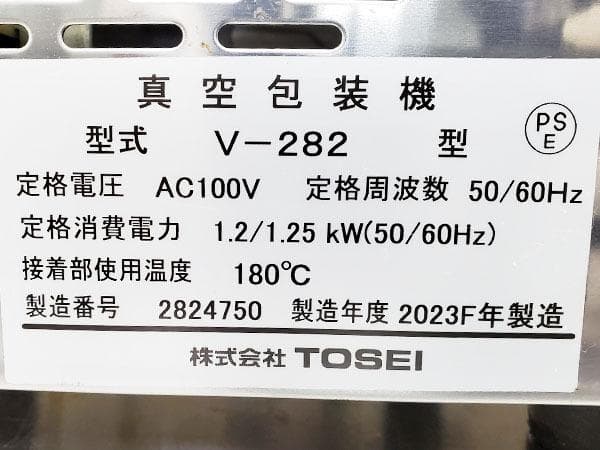 真空包装機
型式 V-282 型
PS
E
定格電圧 AC100V 定格周波数 50/60Hz
定格消費電力 1.2/1.25 kW(50/60Hz)
接着部使用温度 180℃
製造番号 2824750 製造年度 2023F年製造
株式会社 TOSEI